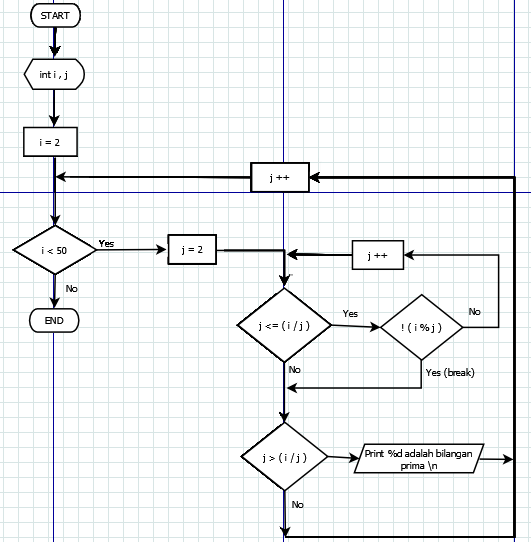 START
int i , j
i = 2
j ++
i < 50
Yes
j = 2
j ++
No
END
j <= ( i / j )
Yes
! ( i % j )
No
No
Yes (break)
j > ( i / j )
Print %d adalah bilangan
prima \n
No